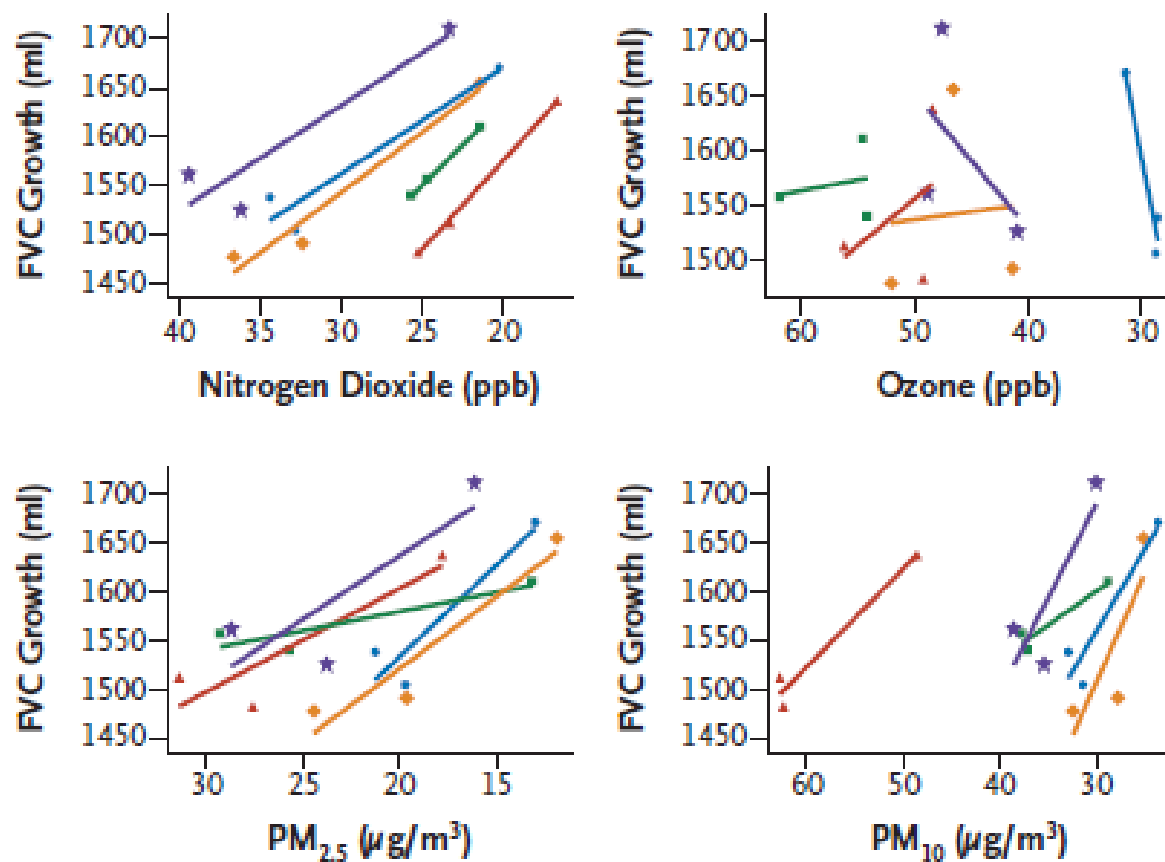 FVC Growth (ml)
1700
1650
1600
1550
1500
1450
40 35 30 25 20
Nitrogen Dioxide (ppb)
FVC Growth (ml)
1700
1650
1600
1550
1500
60 50 40 30
Ozone (ppb)
FVC Growth (ml)
1700
1650
1600
1550
1500
1450
30 25 20 15
PM2.5 (μg/m³)
FVC Growth (ml)
1700
1650
1600
1550
1500
1450
60 50 40 30
PM10 (μg/m³)